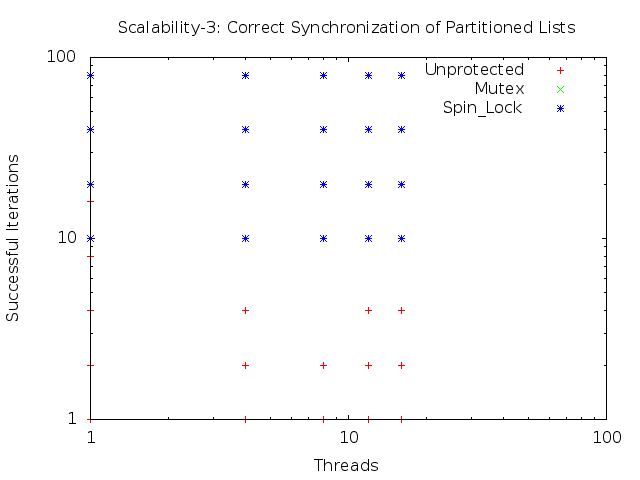 Scalability-3: Correct Synchronization of Partitioned Lists
100
Unprotected
Mutex
Spin_Lock
Successful Iterations
10
1
1
10
100
Threads